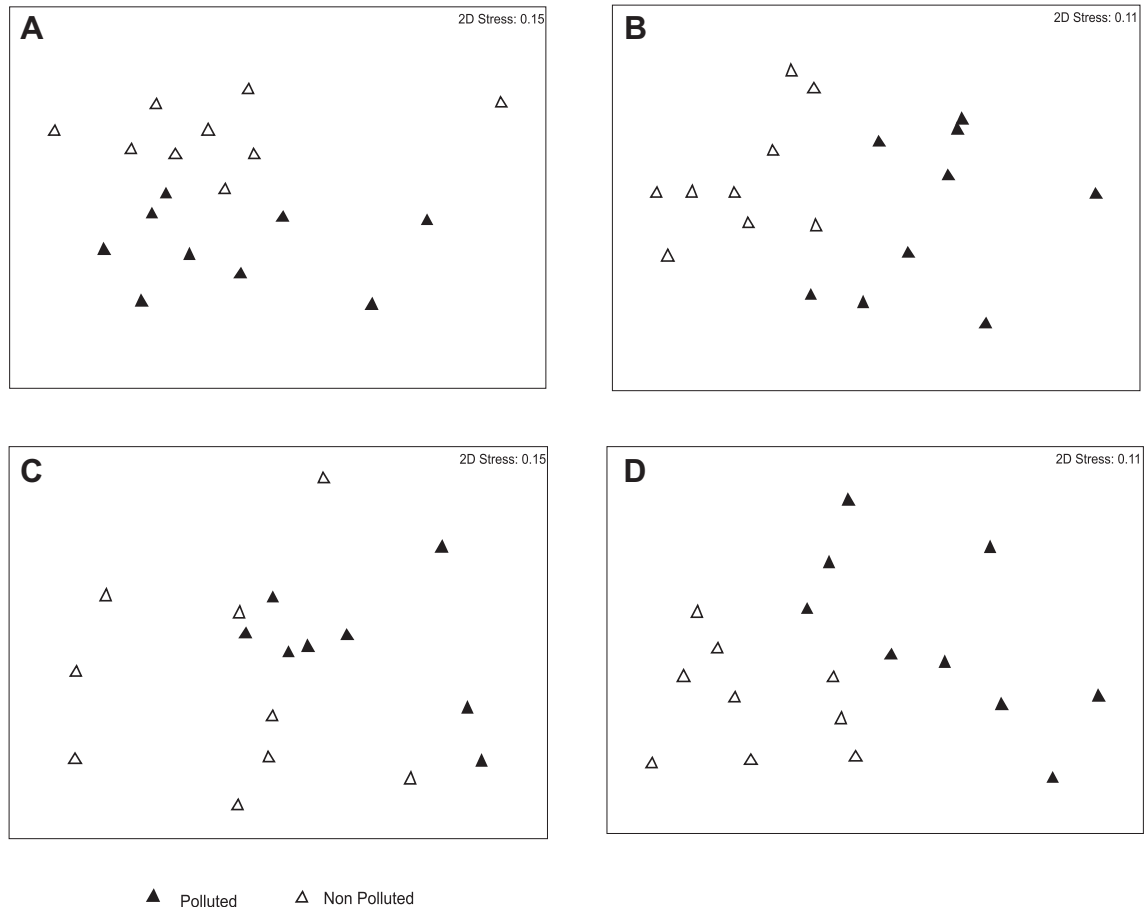 A
2D Stress: 0.15
B
2D Stress: 0.11
C
2D Stress: 0.15
D
2D Stress: 0.11
Polluted
Non Polluted